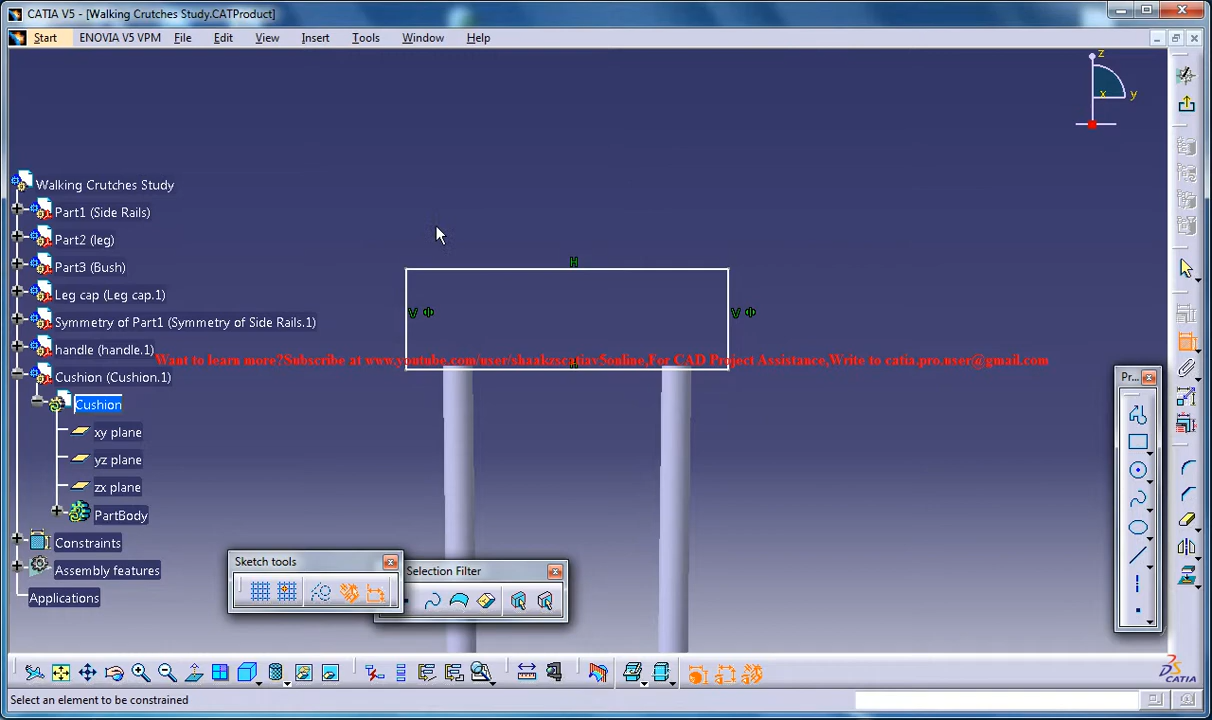 CATIA V5 - [Walking Crutches Study.CATProduct]
Start ENOVIA V5 VPM File Edit View Insert Tools Window Help
z
x y
Walking Crutches Study
Part1 (Side Rails)
Part2 (leg)
Part3 (Bush)
Leg cap (Leg cap.1)
Symmetry of Part1 (Symmetry of Side Rails.1)
handle (handle.1)
Cushion (Cushion.1)
Cushion
xy plane
yz plane
zx plane
PartBody
Constraints
Assembly features
Applications
H
V
V
H
Want to learn more?Subscribe at www.youtube.com/user/shaakzscatiav5online,For CAD Project Assistance,Write to catia.pro.user@gmail.com
Pr...
Sketch tools
Selection Filter
Select an element to be constrained
CATIA